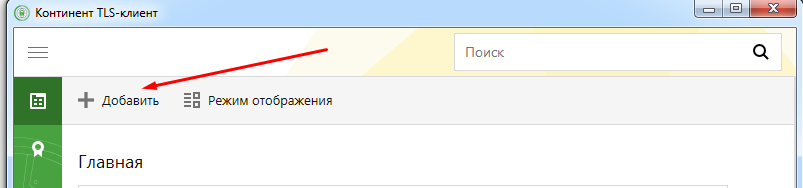 Континент TLS-клиент
Поиск
Добавить Режим отображения
Главная